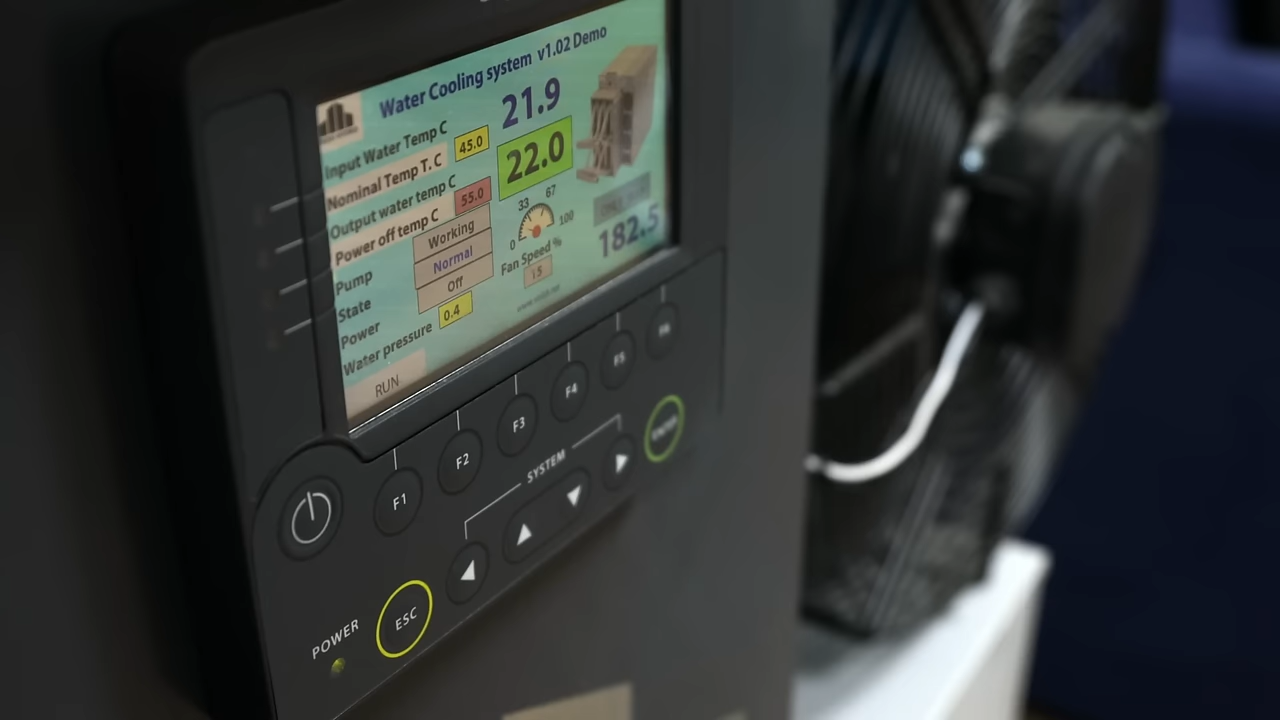 Water Cooling system v1.02 Demo
Input Water Temp C 21.9
Nominal Temp T. C 45.0
Output water temp C 22.0
Power off temp C 55.0
Pump Working
State Normal
Power Off
Water pressure 0.4
0 33 67 100
Fan Speed %
15
182.5
RUN
F1 F2 F3 F4 F5 F6
SYSTEM
ESC
ENTER
POWER